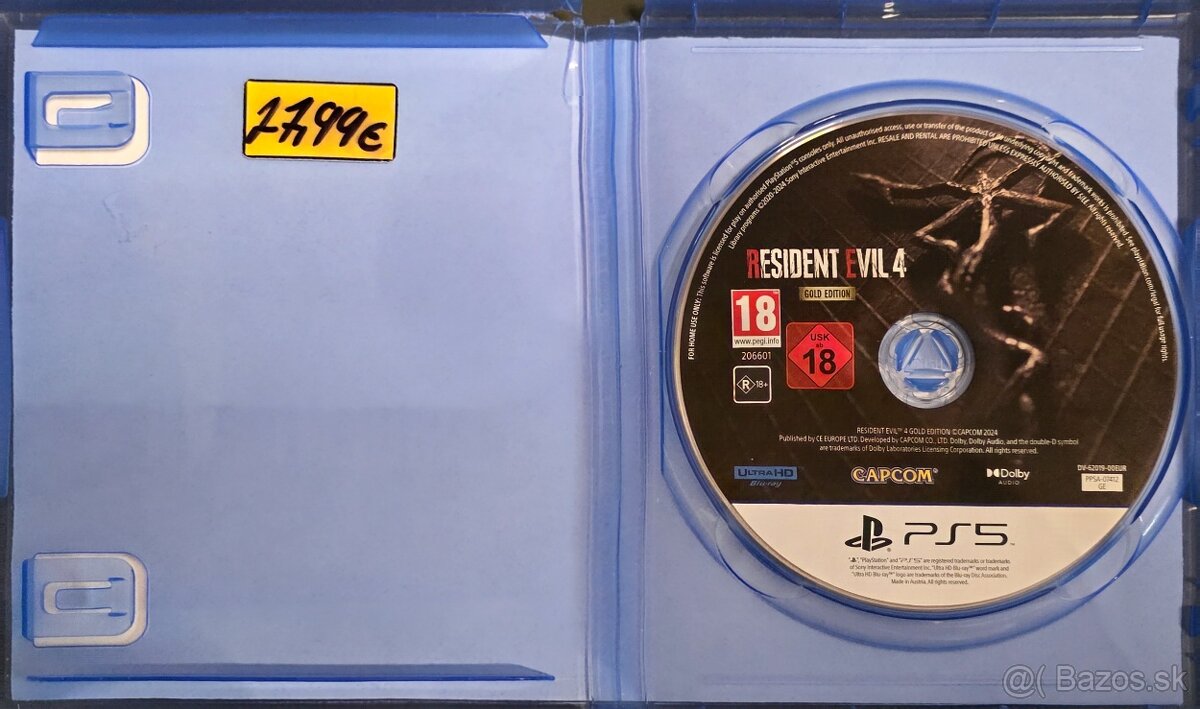 27,99€
FOR HOME USE ONLY: This software is licensed for play on authorised PlayStation®5 consoles only. All unauthorised access, use or transfer of the product or its underlying copyright and trademark works is prohibited. See playstation.com/legal for full usage rights.
Library programs ©2020-2024 Sony Interactive Entertainment Inc. RESALE AND RENTAL ARE PROHIBITED UNLESS EXPRESSLY AUTHORISED BY SIEE. All rights reserved.
RESIDENT EVIL 4
GOLD EDITION
18
www.pegi.info
206601
R 18+
USK
ab
18
RESIDENT EVIL™ 4 GOLD EDITION ©CAPCOM 2024
Published by CE EUROPE LTD. Developed by CAPCOM CO., LTD. Dolby, Dolby Audio, and the double-D symbol
are trademarks of Dolby Laboratories Licensing Corporation. All rights reserved.
ULTRA HD
Blu-ray
CAPCOM
Dolby
AUDIO
DV-62019-00EUR
PPSA-07412
GE
PS5
"PlayStation" and "PS5" are registered trademarks or trademarks
of Sony Interactive Entertainment Inc. "Ultra HD Blu-ray™" word mark and
"Ultra HD Blu-ray™" logo are trademarks of the Blu-ray Disc Association.
Made in Austria. All rights reserved.
@( Bazos.sk